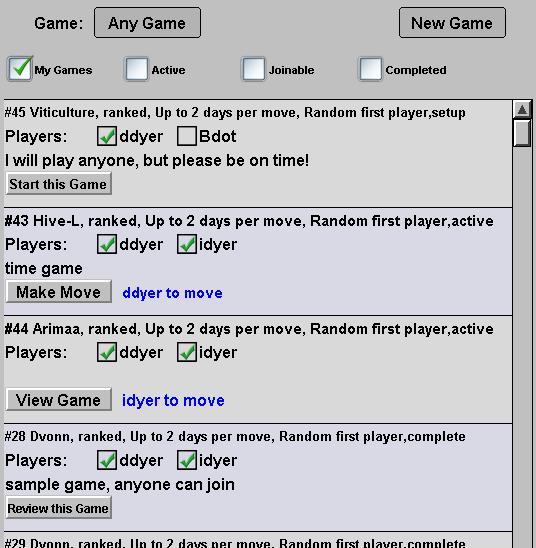 Game: Any Game New Game
My Games Active Joinable Completed
#45 Viticulture, ranked, Up to 2 days per move, Random first player,setup
Players: ddyer Bdot
I will play anyone, but please be on time!
Start this Game
#43 Hive-L, ranked, Up to 2 days per move, Random first player,active
Players: ddyer idyer
time game
Make Move ddyer to move
#44 Arimaa, ranked, Up to 2 days per move, Random first player,active
Players: ddyer idyer
View Game idyer to move
#28 Dvonn, ranked, Up to 2 days per move, Random first player,complete
Players: ddyer idyer
sample game, anyone can join
Review this Game
#29 Dvonn, ranked, Up to 2 days per move, Random first player,complete